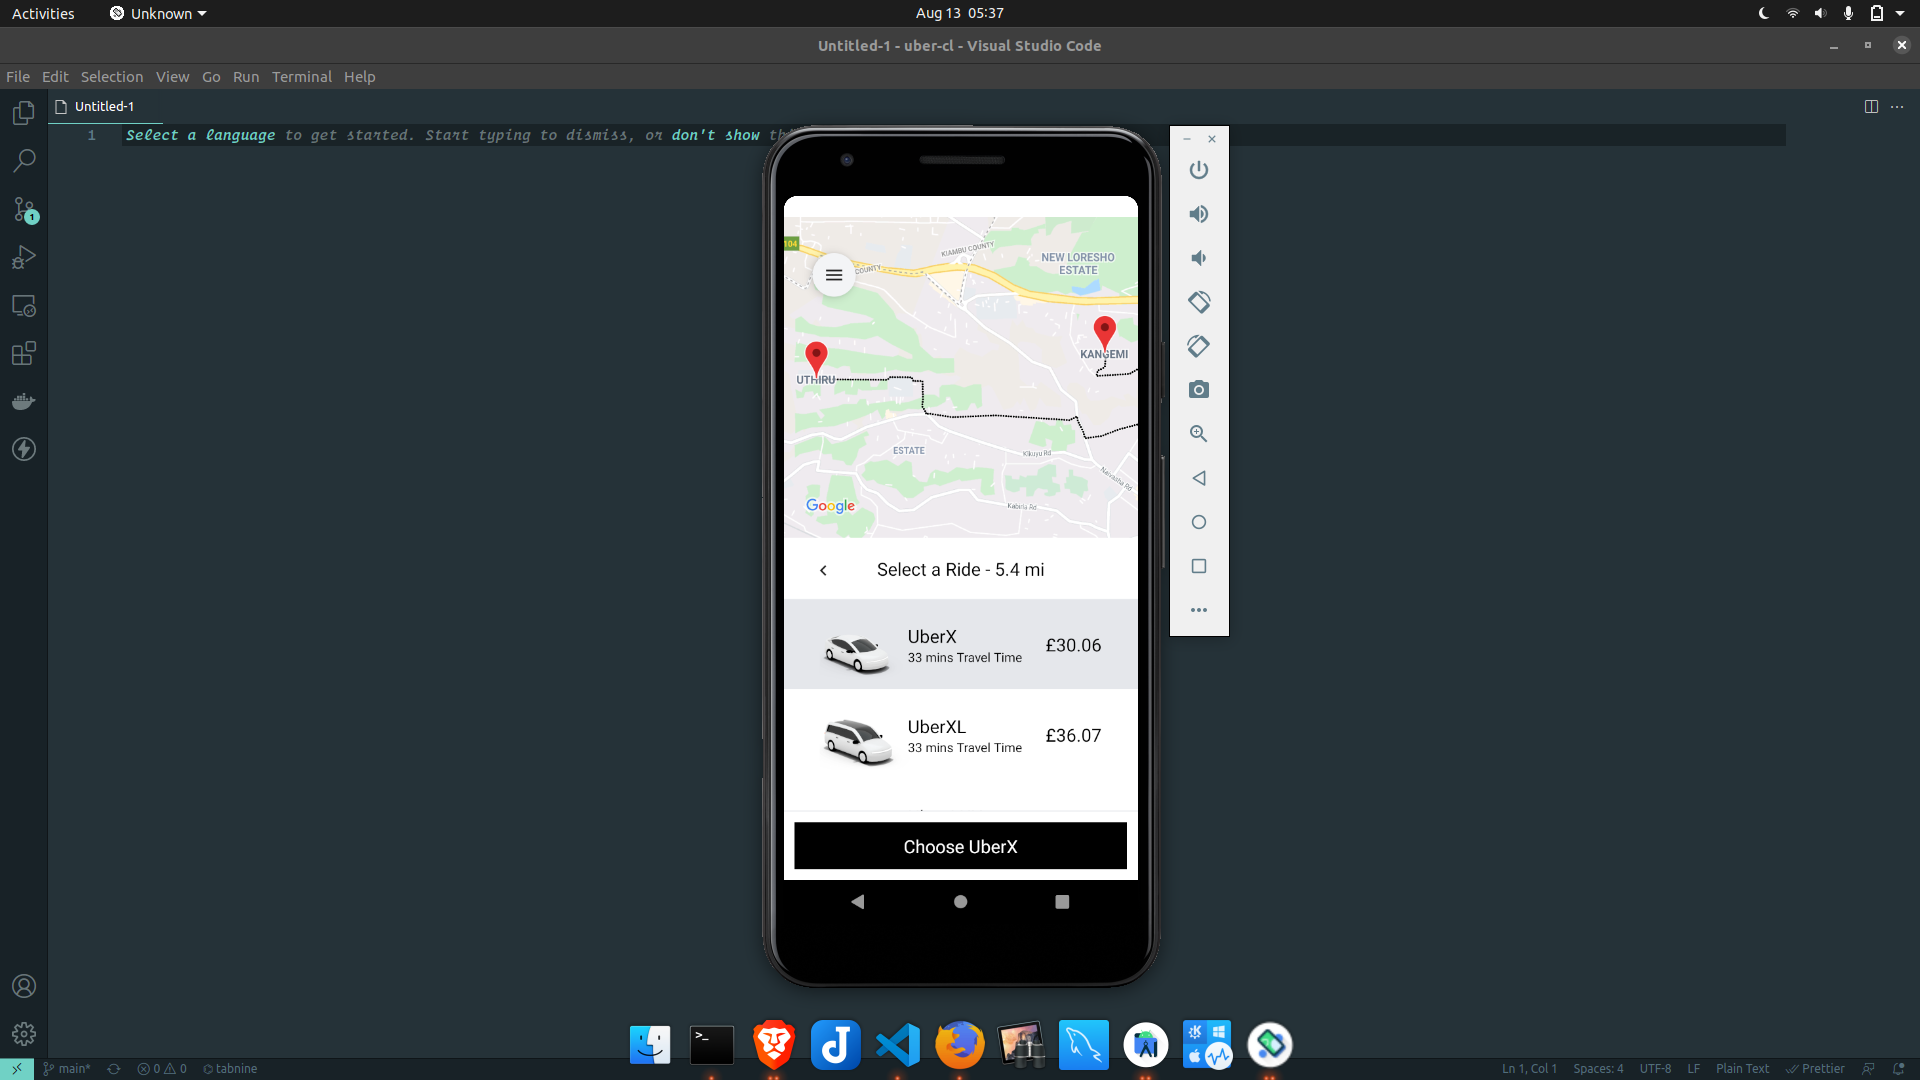 Activities
Unknown
Aug 13 05:37
Untitled-1 - uber-cl - Visual Studio Code
File Edit Selection View Go Run Terminal Help
Untitled-1
1
Select a language to get started. Start typing to dismiss, or don't show th
1
104
KIAMBU COUNTY
COUNTY
NEW LORESHO
ESTATE
KANGEMI
UTHIRU
ESTATE
Kikuyu Rd
Naivasha Rd
Kabiria Rd
Google
Select a Ride - 5.4 mi
UberX
33 mins Travel Time
£30.06
UberXL
33 mins Travel Time
£36.07
Choose UberX
main* 0 0 tabnine
Ln 1, Col 1 Spaces: 4 UTF-8 LF Plain Text Prettier